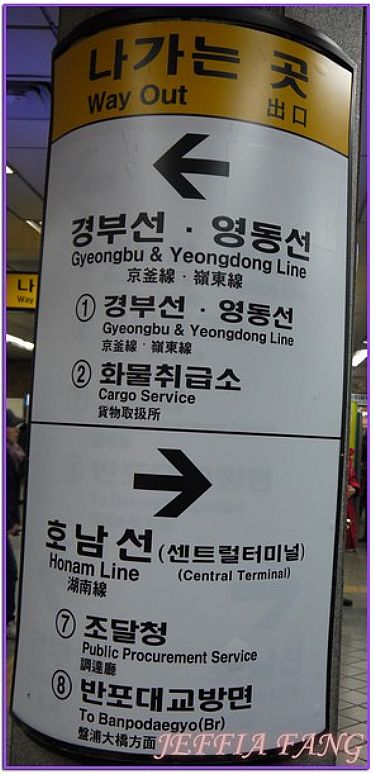 나가는 곳
Way Out 出口
경부선 · 영동선
Gyeongbu & Yeongdong Line
京釜線 · 嶺東線
① 경부선 · 영동선
Gyeongbu & Yeongdong Line
京釜線 · 嶺東線
② 화물취급소
Cargo Service
貨物取扱所
호남선 (센트럴터미널)
Honam Line (Central Terminal)
湖南線
⑦ 조달청
Public Procurement Service
調達廳
⑧ 반포대교방면
To Banpodaegyo(Br)
盤浦大橋方面
JEFFIA FANG
나
Way